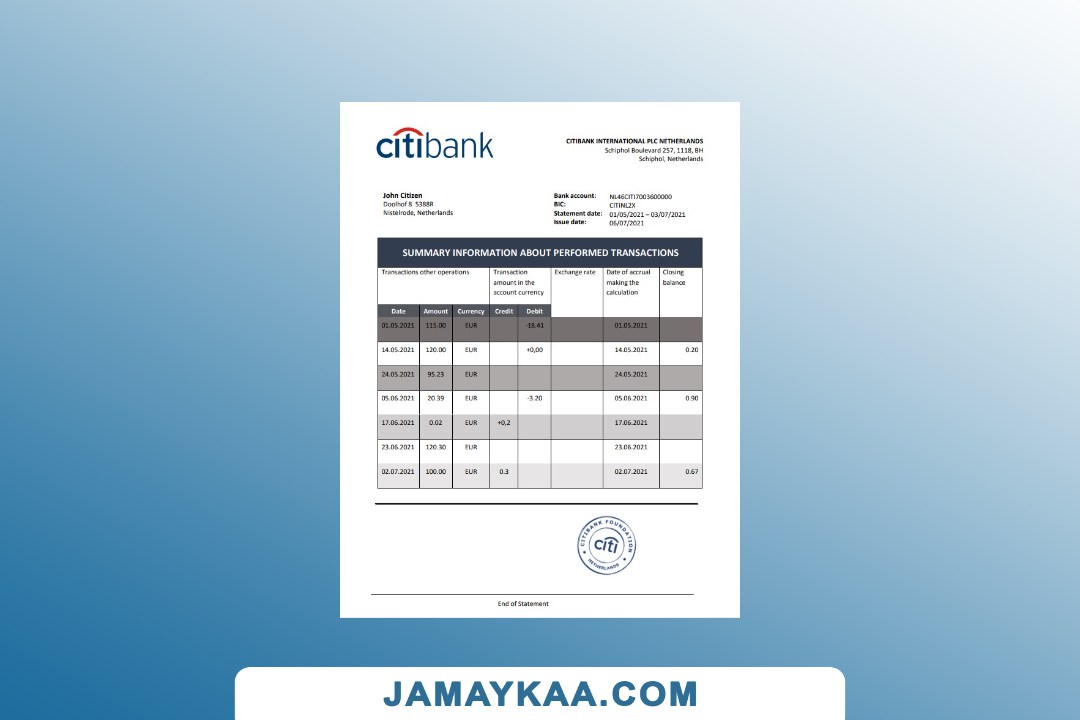 citibank
CITIBANK INTERNATIONAL PLC NETHERLANDS
Schiphol Boulevard 257, 1118, BH
Schiphol, Netherlands
John Citizen
Doolhof 8 5388R
Nistelrode, Netherlands
Bank account: NL46CITI7003600000
BIC: CITINL2X
Statement date: 01/05/2021 – 03/07/2021
Issue date: 06/07/2021
SUMMARY INFORMATION ABOUT PERFORMED TRANSACTIONS
Transactions other operations Transaction amount in the account currency Exchange rate Date of accrual making the calculation Closing balance
Date Amount Currency Credit Debit
01.05.2021 115.00 EUR -18.41 01.05.2021
14.05.2021 120.00 EUR +0,00 14.05.2021 0.20
24.05.2021 95.23 EUR 24.05.2021
05.06.2021 20.39 EUR -3.20 05.06.2021 0.90
17.06.2021 0.02 EUR +0,2 17.06.2021
23.06.2021 120.30 EUR 23.06.2021
02.07.2021 100.00 EUR 0.3 02.07.2021 0.67
CITIBANK FOUNDATION
citi
NETHERLANDS
End of Statement
JAMAYKAA.COM